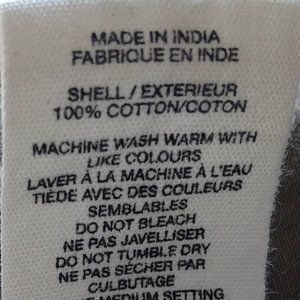 MADE IN INDIA
FABRIQUE EN INDE
SHELL / EXTERIEUR
100% COTTON/COTON
MACHINE WASH WARM WITH
LIKE COLOURS
LAVER À LA MACHINE À L'EAU
TIÈDE AVEC DES COULEURS
SEMBLABLES
DO NOT BLEACH
NE PAS JAVELLISER
DO NOT TUMBLE DRY
NE PAS SÉCHER PAR
CULBUTAGE
MEDIUM SETTING